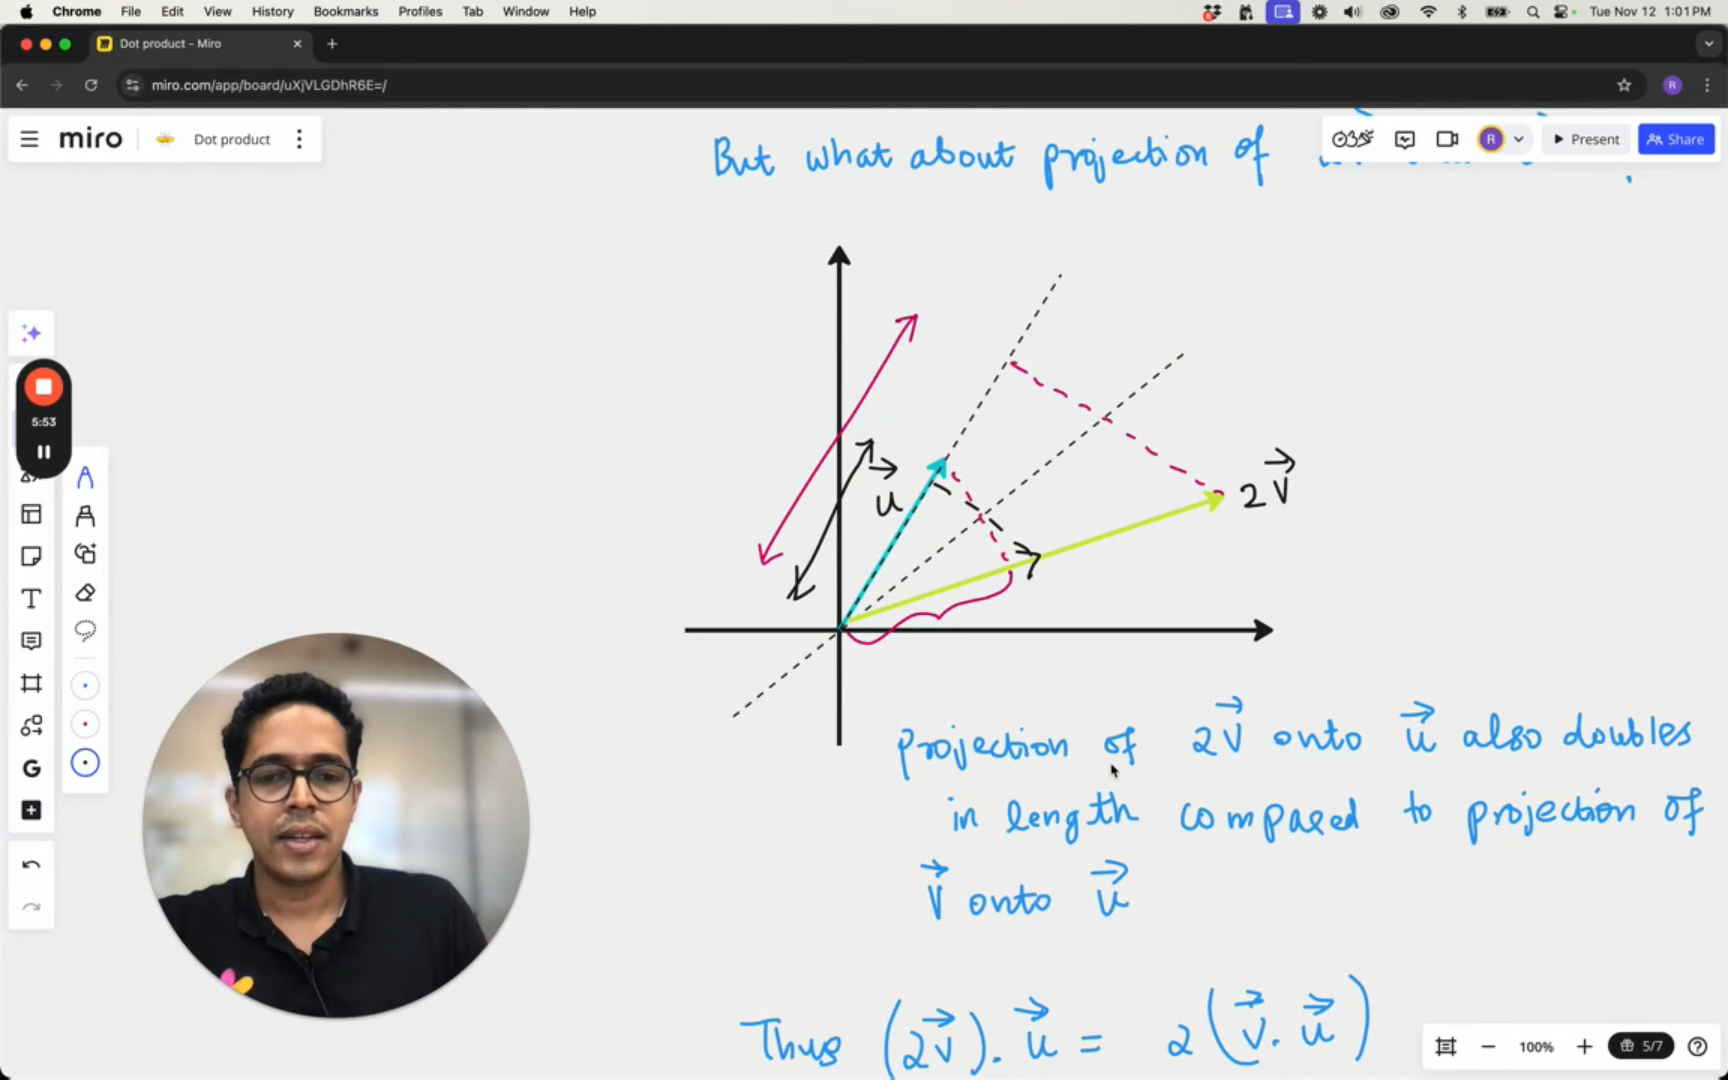 Chrome File Edit View History Bookmarks Profiles Tab Window Help Tue Nov 12 1:01 PM
Dot product - Miro
miro.com/app/board/uXjVLGDhR6E=/ R
miro Dot product R Present Share
But what about projection of
5:53
u
2 V
T
G
projection of 2V onto u also doubles
in length compared to projection of
V onto u
Thus (2V). u = 2 (V. u)
100% 5/7